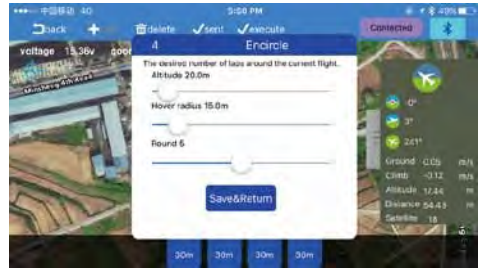 中国移动 4G
5:00 PM
49%
back
delete
sent
execute
Connected
voltage 15.36v
4
Encircle
The desired number of laps around the current flight.
Altitude 20.0m
Hover radius 15.0m
Round 5
Save&Return
3°
241°
Ground 0.05 m/s
Climb -0.12 m/s
Altitude 17.44 m
Distance 54.43 m
Satellite 18
30m 30m 30m 30m